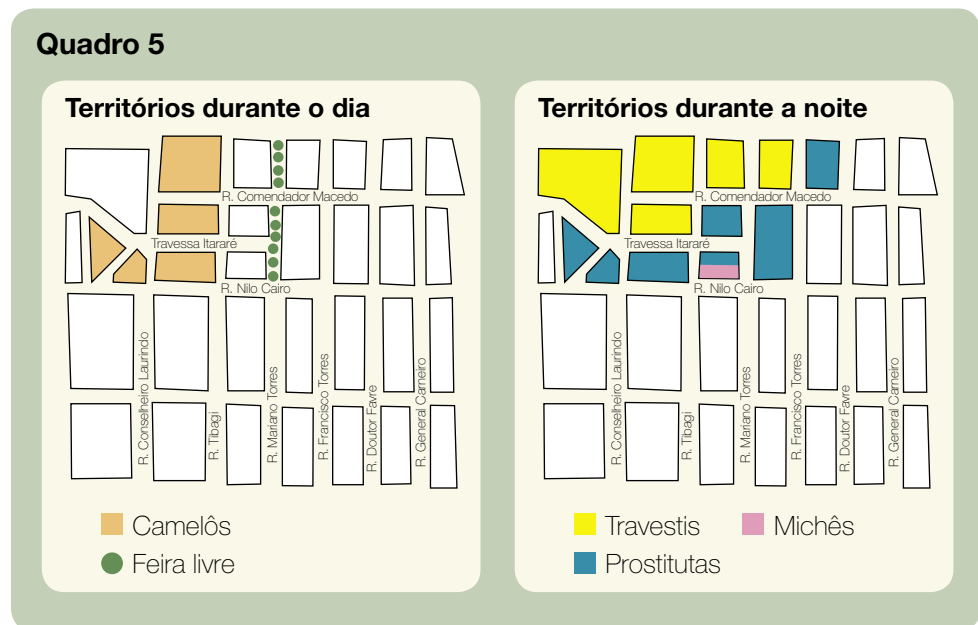 Quadro 5
Territórios durante o dia
R. Comendador Macedo
Travessa Itararé
R. Nilo Cairo
R. Conselheiro Laurindo
R. Tibagi
R. Mariano Torres
R. Francisco Torres
R. Doutor Favre
R. General Carneiro
Camelôs
Feira livre
Territórios durante a noite
R. Comendador Macedo
Travessa Itararé
R. Nilo Cairo
R. Conselheiro Laurindo
R. Tibagi
R. Mariano Torres
R. Francisco Torres
R. Doutor Favre
R. General Carneiro
Travestis
Michês
Prostitutas